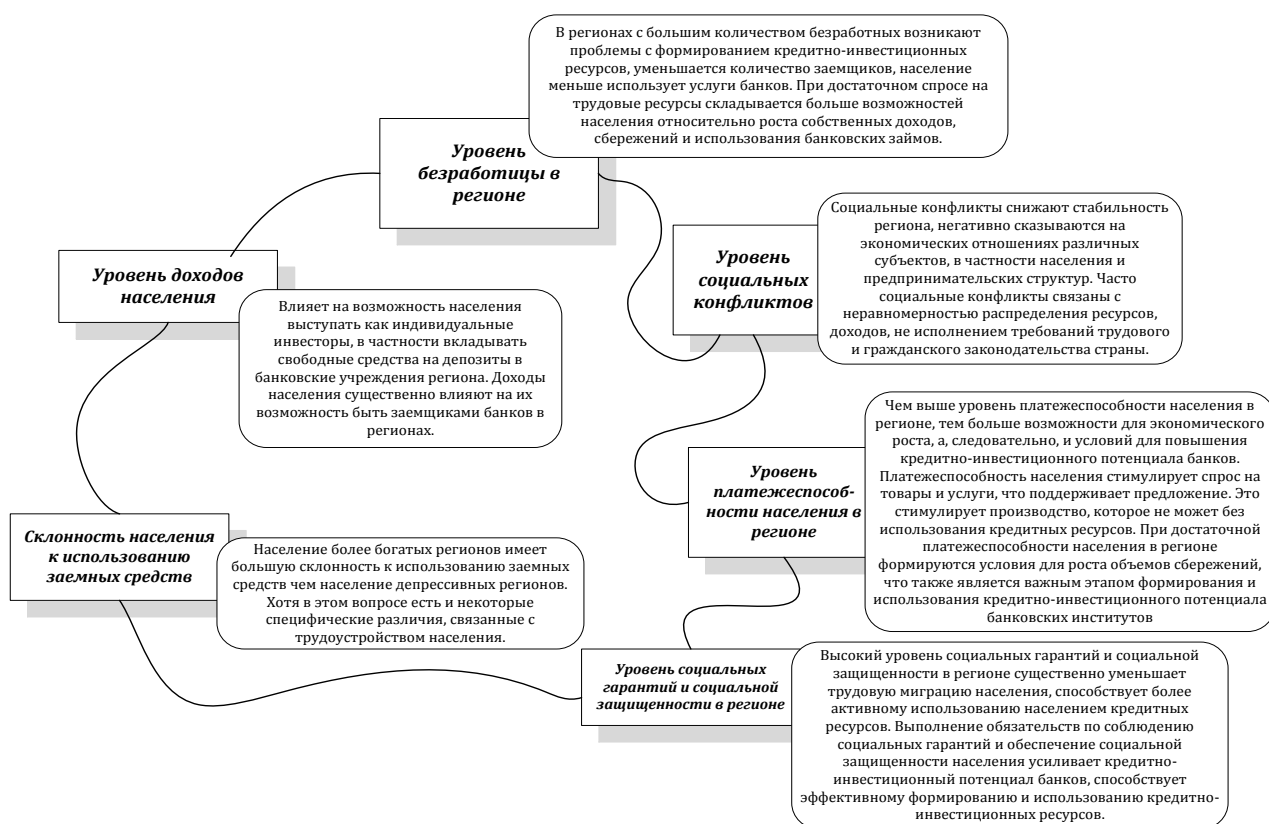 В регионах с большим количеством безработных возникают
проблемы с формированием кредитно-инвестиционных
ресурсов, уменьшается количество заемщиков, население
меньше использует услуги банков. При достаточном спросе на
трудовые ресурсы складывается больше возможностей
населения относительно роста собственных доходов,
сбережений и использования банковских займов.
Уровень
безработицы в
регионе
Социальные конфликты снижают стабильность
региона, негативно сказываются на
экономических отношениях различных
субъектов, в частности населения и
предпринимательских структур. Часто
социальные конфликты связаны с
неравномерностью распределения ресурсов,
доходов, не исполнением требований трудового
и гражданского законодательства страны.
Уровень
социальных
конфликтов
Уровень доходов
населения
Влияет на возможность населения
выступать как индивидуальные
инвесторы, в частности вкладывать
свободные средства на депозиты в
банковские учреждения региона. Доходы
населения существенно влияют на их
возможность быть заемщиками банков в
регионах.
Чем выше уровень платежеспособности населения в
регионе, тем больше возможности для экономического
роста, а, следовательно, и условий для повышения
кредитно-инвестиционного потенциала банков.
Платежеспособность населения стимулирует спрос на
товары и услуги, что поддерживает предложение. Это
стимулирует производство, которое не может без
использования кредитных ресурсов. При достаточной
платежеспособности населения в регионе
формируются условия для роста объемов сбережений,
что также является важным этапом формирования и
использования кредитно-инвестиционного потенциала
банковских институтов
Уровень
платежеспособ-
ности населения в
регионе
Склонность населения
к использованию
заемных средств
Население более богатых регионов имеет
большую склонность к использованию заемных
средств чем население депрессивных регионов.
Хотя в этом вопросе есть и некоторые
специфические различия, связанные с
трудоустройством населения.
Уровень социальных
гарантий и социальной
защищенности в регионе
Высокий уровень социальных гарантий и социальной
защищенности в регионе существенно уменьшает
трудовую миграцию населения, способствует более
активному использованию населением кредитных
ресурсов. Выполнение обязательств по соблюдению
социальных гарантий и обеспечение социальной
защищенности населения усиливает кредитно-
инвестиционный потенциал банков, способствует
эффективному формированию и использованию кредитно-
инвестиционных ресурсов.